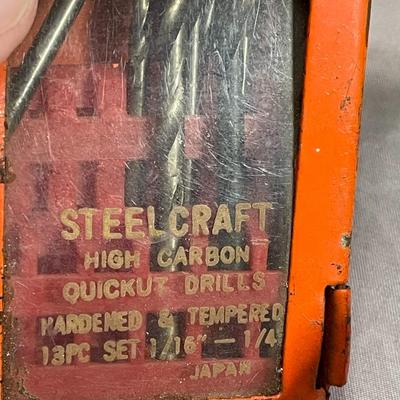 STEELCRAFT
HIGH CARBON
QUICKUT DRILLS
HARDENED & TEMPERED
13PC SET 1/16" — 1/4
JAPAN